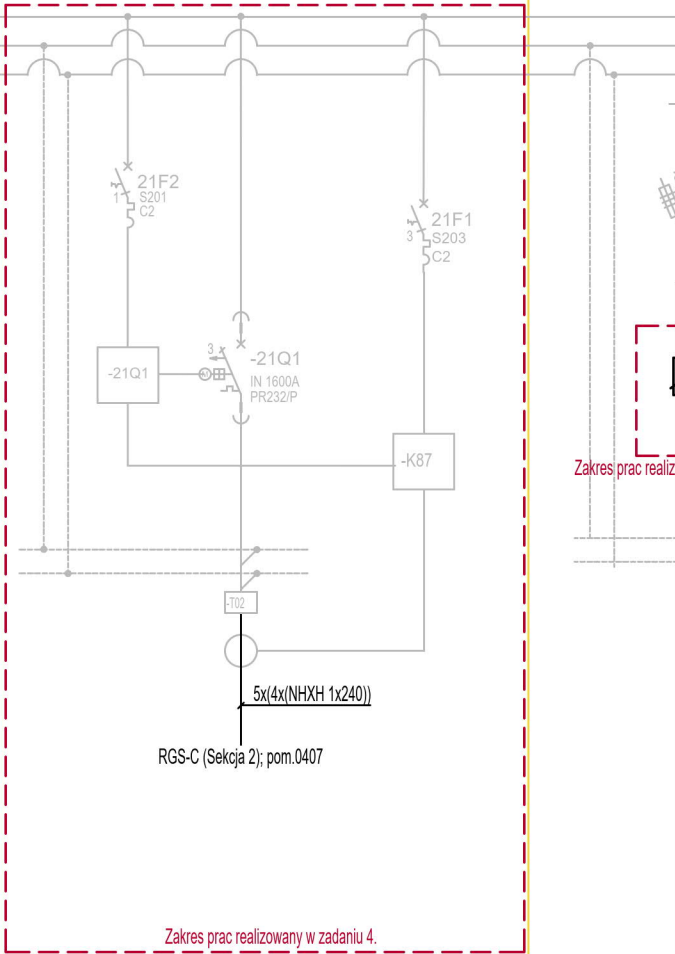 21F2
S201
1
C2
21F1
3
S203
C2
3
-21Q1
-21Q1
IN 1600A
PR232/P
-K87
Zakres prac realiz
-T02
5x(4x(NHXH 1x240))
RGS-C (Sekcja 2); pom.0407
Zakres prac realizowany w zadaniu 4.